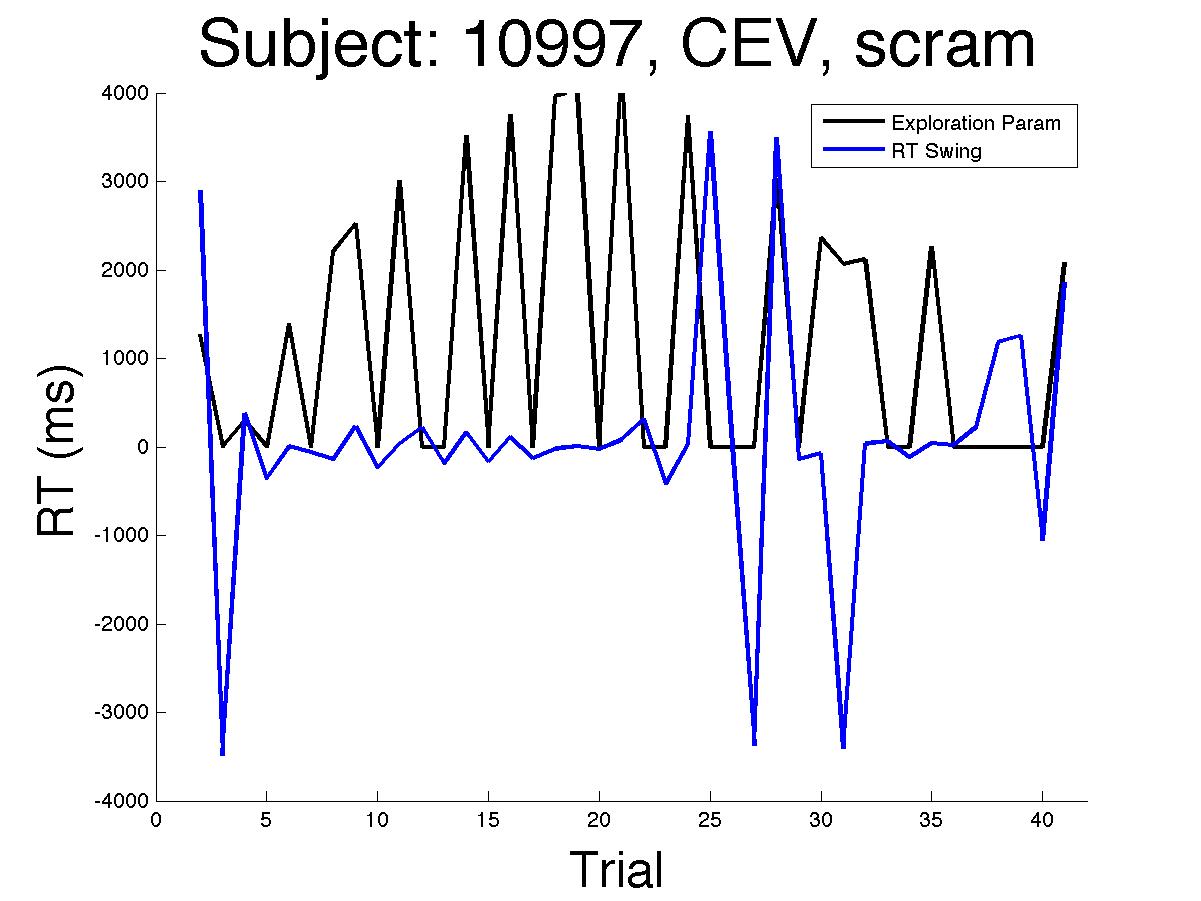 Subject: 10997, CEV, scram
Exploration Param
RT Swing
4000
3000
2000
1000
0
-1000
-2000
-3000
-4000
RT (ms)
0 5 10 15 20 25 30 35 40
Trial